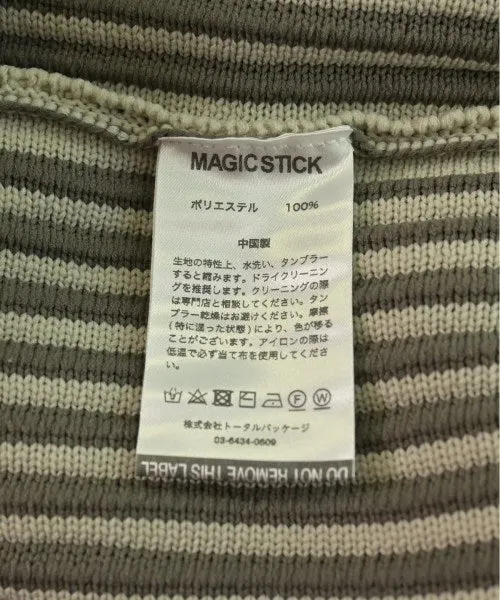 MAGIC STICK
ポリエステル 100%
中国製
生地の特性上、水洗い、タンブラー
すると縮みます。ドライクリーニン
グを推奨します。クリーニングの際
は専門店と相談してください。タン
ブラー乾燥はお避けください。摩擦
(特に湿った状態)により、色が移る
ことがございます。アイロンの際は
低温で必ず当て布を使用してくださ
い。
F W
株式会社トータルパッケージ
03-6434-0609
DO NOT REMOVE THIS LABEL